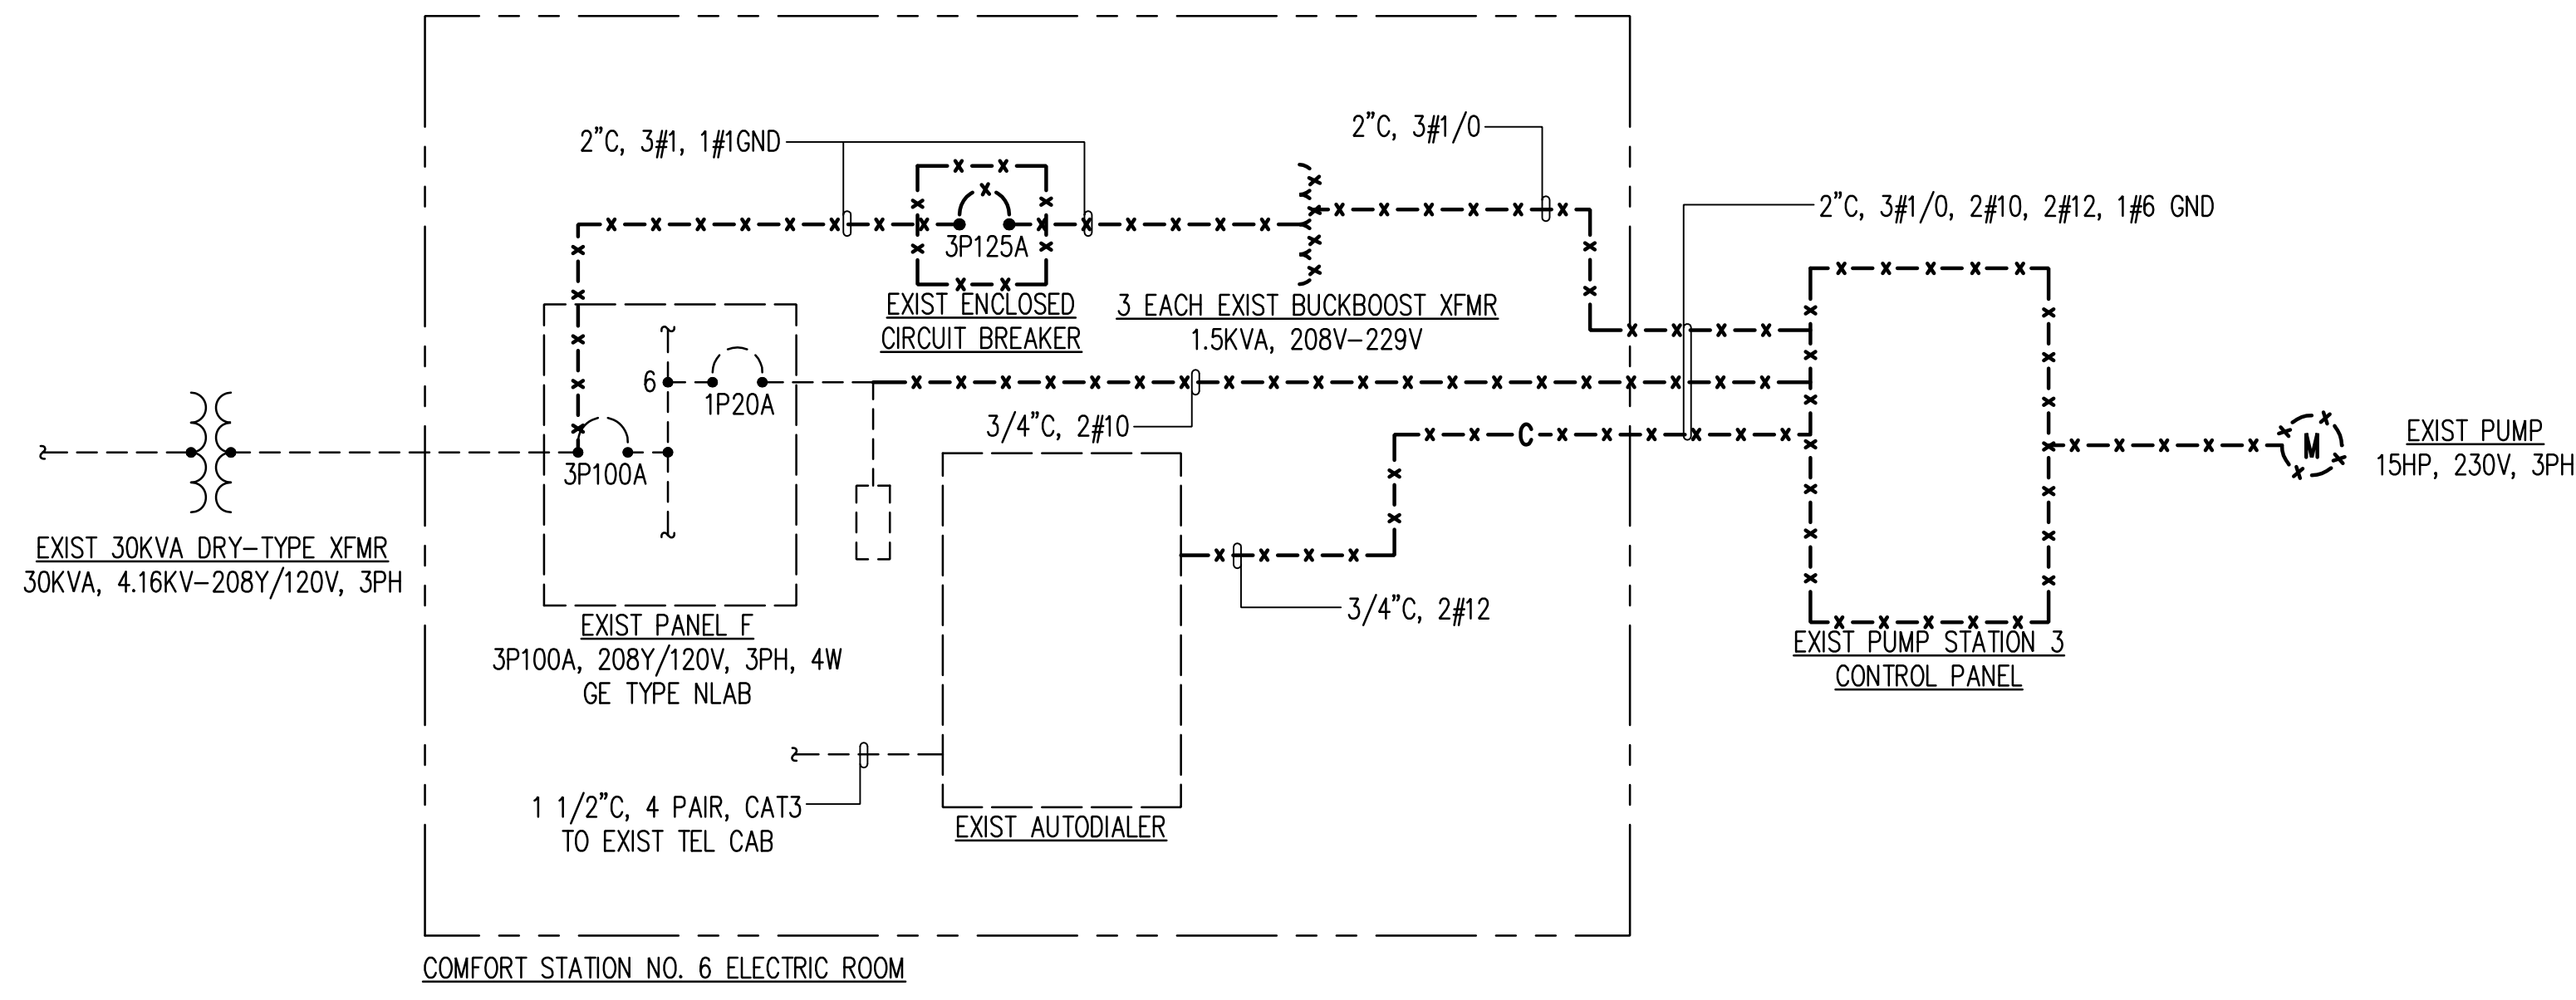 2"C, 3#1/0
2"C, 3#1, 1#1GND
2"C, 3#1/0, 2#10, 2#12, 1#6 GND
3P125A
EXIST ENCLOSED
CIRCUIT BREAKER
3 EACH EXIST BUCKBOOST XFMR
1.5KVA, 208V-229V
6
1P20A
3/4"C, 2#10
C
3P100A
M
EXIST PUMP
15HP, 230V, 3PH
EXIST 30KVA DRY-TYPE XFMR
30KVA, 4.16KV-208Y/120V, 3PH
3/4"C, 2#12
EXIST PANEL F
3P100A, 208Y/120V, 3PH, 4W
GE TYPE NLAB
EXIST PUMP STATION 3
CONTROL PANEL
1 1/2"C, 4 PAIR, CAT3
TO EXIST TEL CAB
EXIST AUTODIALER
COMFORT STATION NO. 6 ELECTRIC ROOM